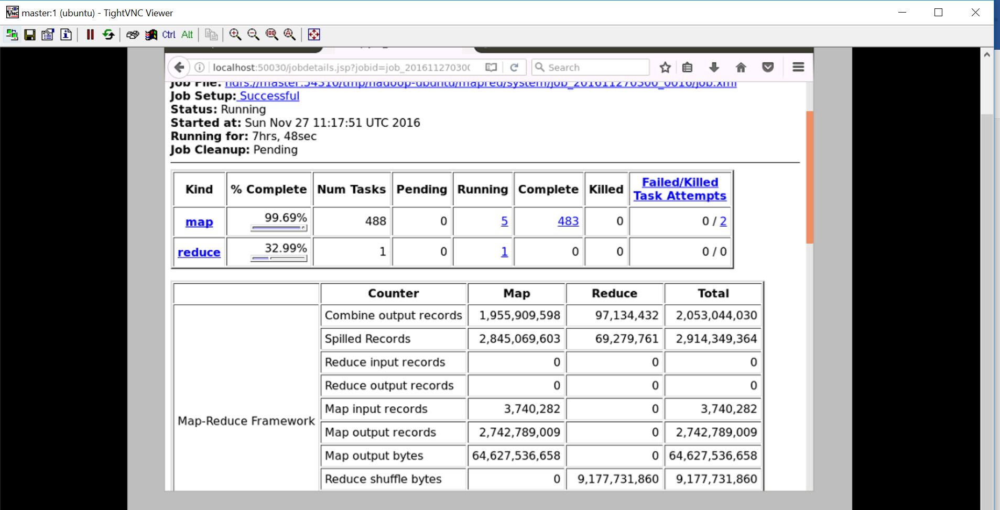 master:1 (ubuntu) - TightVNC Viewer
Ctrl Alt
localhost:50030/jobdetails.jsp?jobid=job_201611270300
Search
Job File: hdfs://master:54310/tmp/hadoop-ubuntu/mapred/system/job_201611270300_0016/job.xml
Job Setup: Successful
Status: Running
Started at: Sun Nov 27 11:17:51 UTC 2016
Running for: 7hrs, 48sec
Job Cleanup: Pending
Kind % Complete Num Tasks Pending Running Complete Killed Failed/Killed
Task Attempts
map 99.69% 488 0 5 483 0 0 / 2
reduce 32.99% 1 0 1 0 0 0 / 0
Counter Map Reduce Total
Map-Reduce Framework
Combine output records 1,955,909,598 97,134,432 2,053,044,030
Spilled Records 2,845,069,603 69,279,761 2,914,349,364
Reduce input records 0 0 0
Reduce output records 0 0 0
Map input records 3,740,282 0 3,740,282
Map output records 2,742,789,009 0 2,742,789,009
Map output bytes 64,627,536,658 0 64,627,536,658
Reduce shuffle bytes 0 9,177,731,860 9,177,731,860